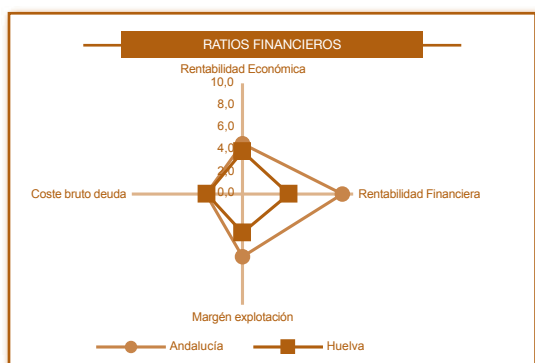 RATIOS FINANCIEROS
Rentabilidad Económica
10,0
8,0
6,0
4,0
2,0
0,0
Coste bruto deuda
Rentabilidad Financiera
Margén explotación
Andalucía
Huelva